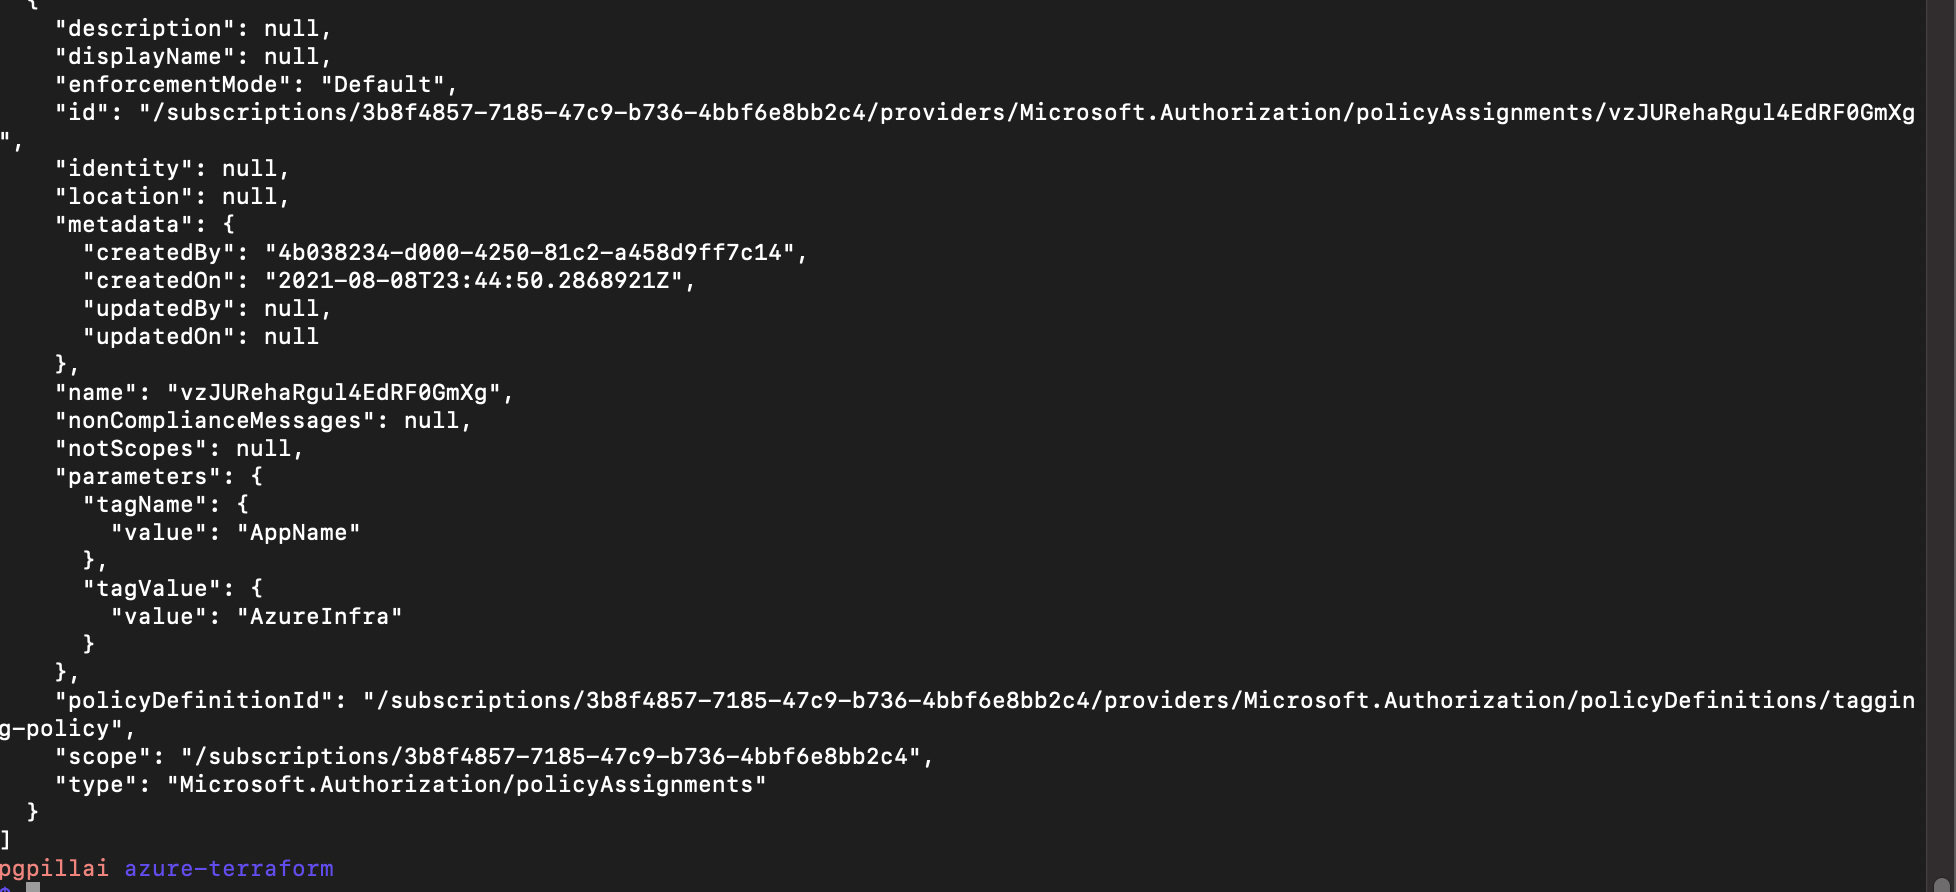 {
    "description": null,
    "displayName": null,
    "enforcementMode": "Default",
    "id": "/subscriptions/3b8f4857-7185-47c9-b736-4bbf6e8bb2c4/providers/Microsoft.Authorization/policyAssignments/vzJURehaRgul4EdRF0GmXg
",
    "identity": null,
    "location": null,
    "metadata": {
      "createdBy": "4b038234-d000-4250-81c2-a458d9ff7c14",
      "createdOn": "2021-08-08T23:44:50.2868921Z",
      "updatedBy": null,
      "updatedOn": null
    },
    "name": "vzJURehaRgul4EdRF0GmXg",
    "nonComplianceMessages": null,
    "notScopes": null,
    "parameters": {
      "tagName": {
        "value": "AppName"
      },
      "tagValue": {
        "value": "AzureInfra"
      }
    },
    "policyDefinitionId": "/subscriptions/3b8f4857-7185-47c9-b736-4bbf6e8bb2c4/providers/Microsoft.Authorization/policyDefinitions/taggin
g-policy",
    "scope": "/subscriptions/3b8f4857-7185-47c9-b736-4bbf6e8bb2c4",
    "type": "Microsoft.Authorization/policyAssignments"
  }
]
pgpillai azure-terraform